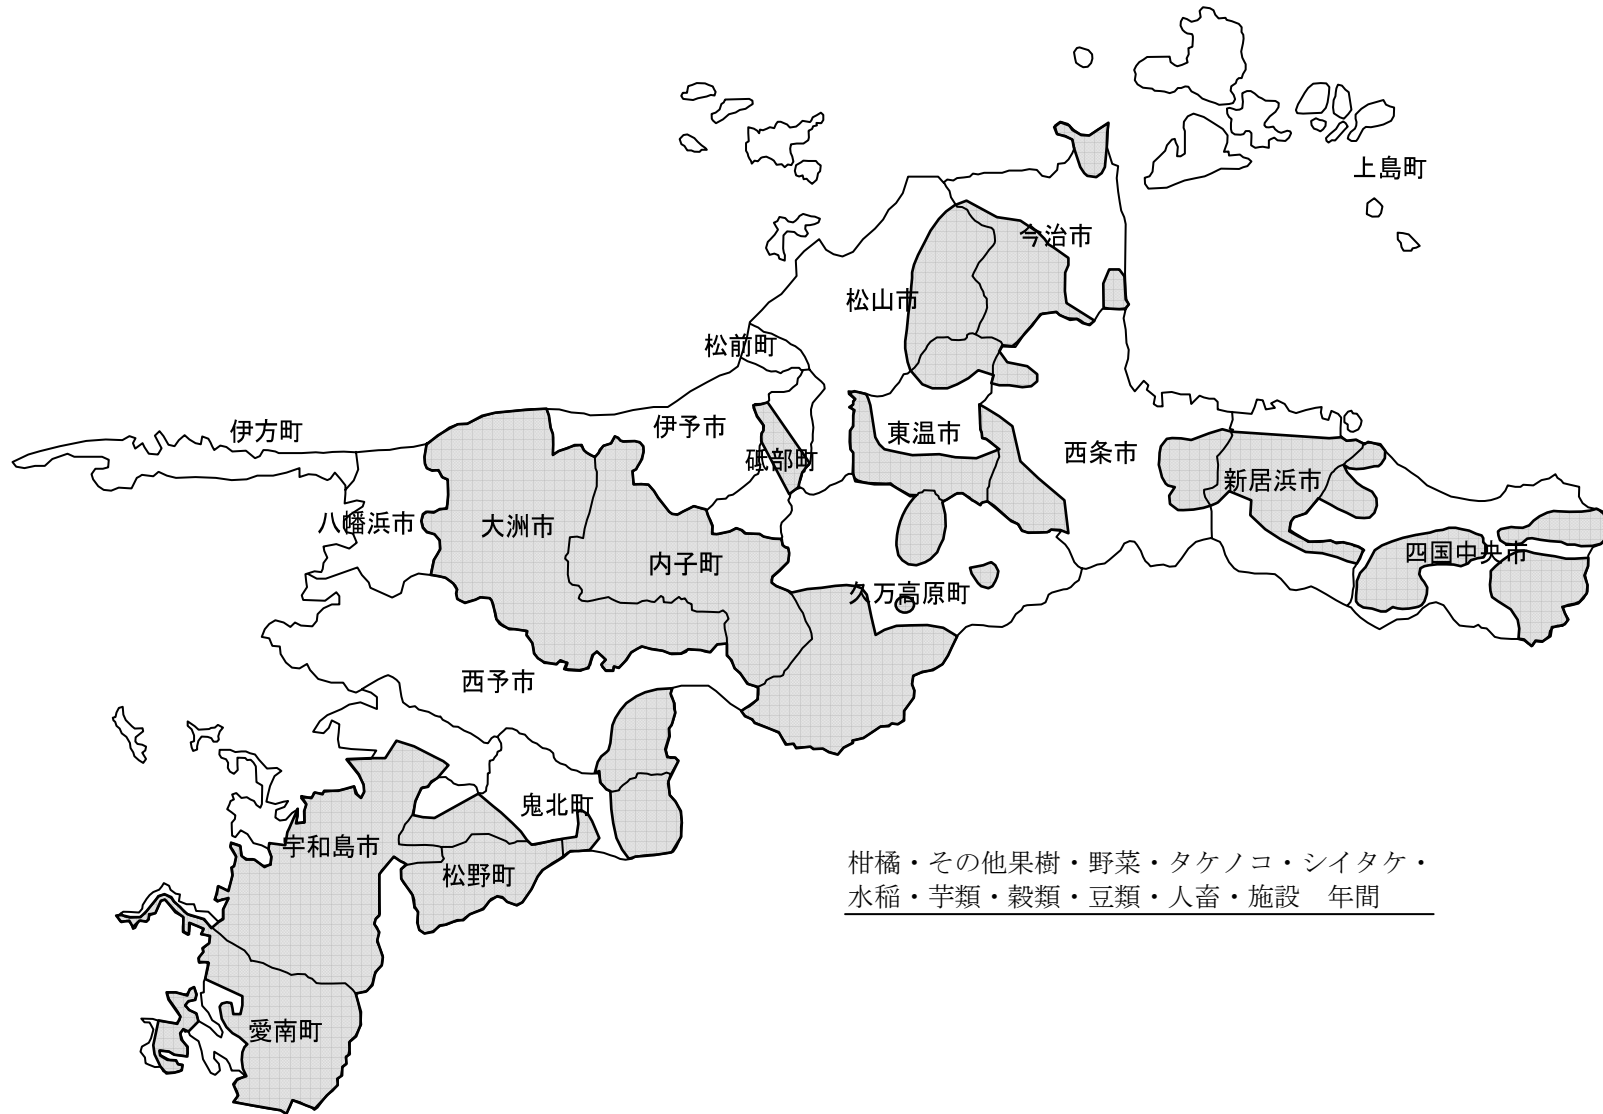 上島町
今治市
松山市
松前町
伊方町
伊予市
東温市
西条市
砥部町
新居浜市
八幡浜市
大洲市
四国中央市
内子町
久万高原町
西予市
鬼北町
宇和島市
松野町
柑橘・その他果樹・野菜・タケノコ・シイタケ・
水稲・芋類・穀類・豆類・人畜・施設　年間
愛南町